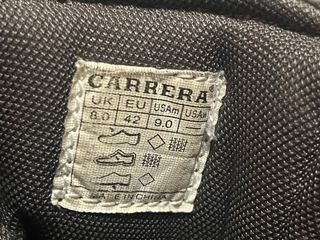 CARRERA
UK EU USAm USAw
8.0 42 9.0 —
MADE IN CHINA